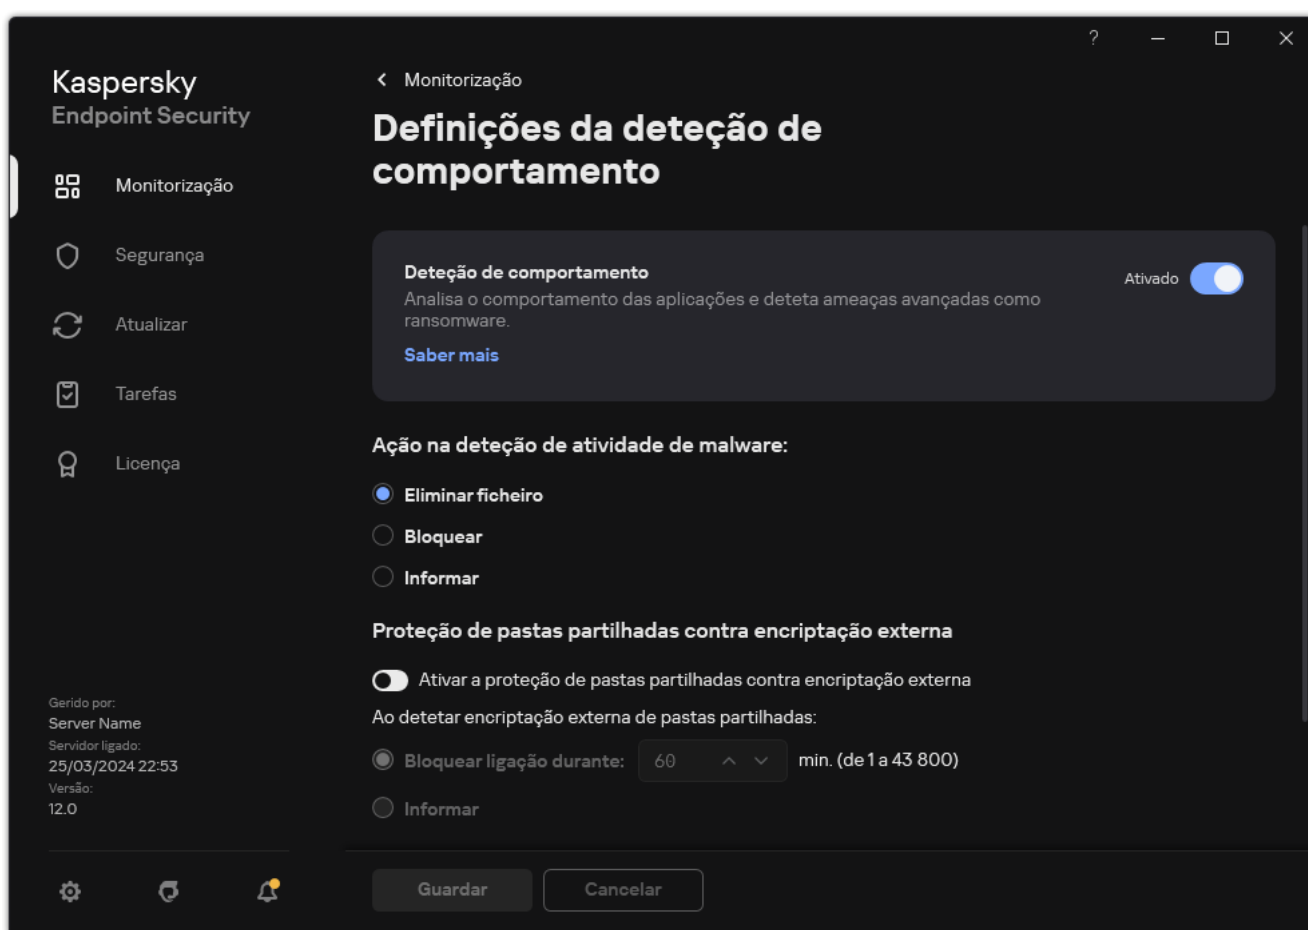 ?
Kaspersky
Endpoint Security
Monitorização
Segurança
Atualizar
Tarefas
Licença
Gerido por:
Server Name
Servidor ligado:
25/03/2024 22:53
Versão:
12.0
Monitorização
Definições da deteção de
comportamento
Deteção de comportamento
Analisa o comportamento das aplicações e deteta ameaças avançadas como
ransomware.
Saber mais
Ativado
Ação na deteção de atividade de malware:
Eliminar ficheiro
Bloquear
Informar
Proteção de pastas partilhadas contra encriptação externa
Ativar a proteção de pastas partilhadas contra encriptação externa
Ao detetar encriptação externa de pastas partilhadas:
Bloquear ligação durante: 60 min. (de 1 a 43 800)
Informar
Guardar Cancelar